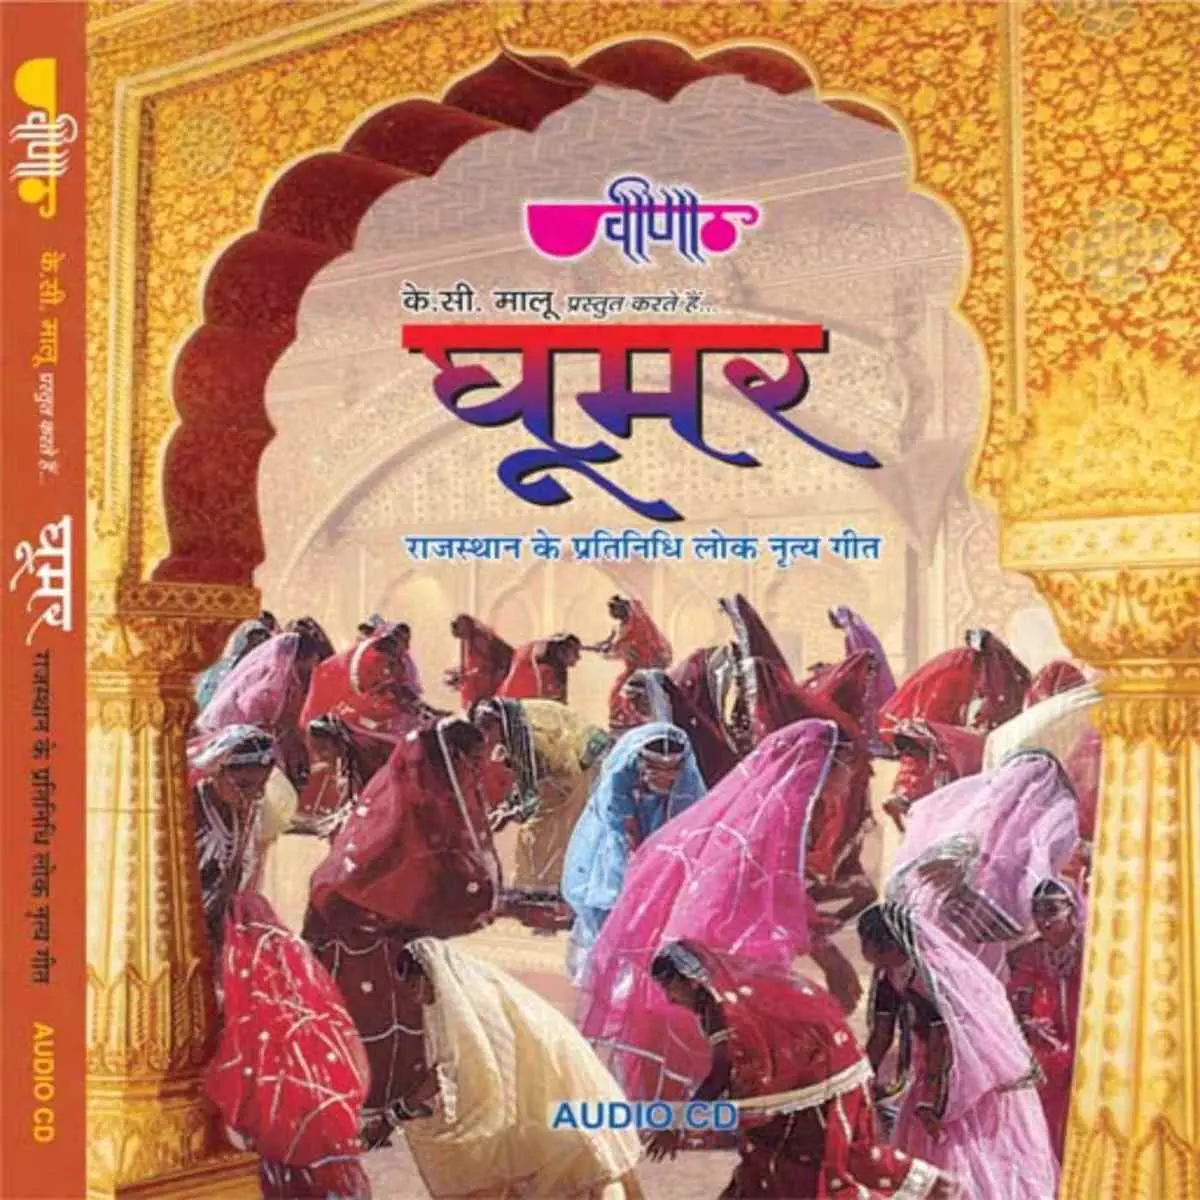 वीणा
के.सी. मालू प्रस्तुत करते हैं...
घूमर
राजस्थान के प्रतिनिधि लोक नृत्य गीत
AUDIO CD
वीणा
के.सी. मालू प्रस्तुत करते हैं...
घूमर
राजस्थान के प्रतिनिधि लोक नृत्य गीत
AUDIO CD